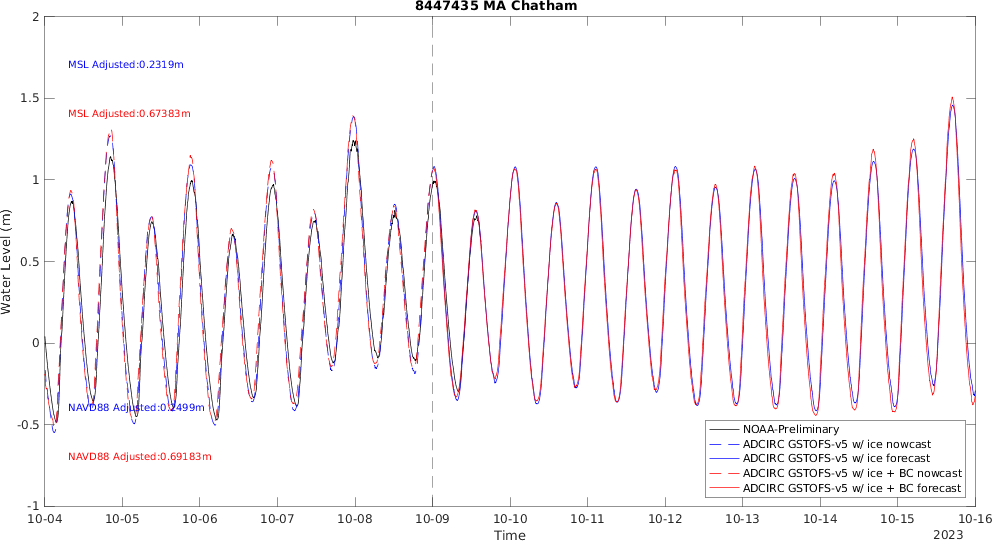 8447435 MA Chatham
2
1.5
1
0.5
0
-0.5
-1
Water Level (m)
MSL Adjusted:0.2319m
MSL Adjusted:0.67383m
NAVD88 Adjusted:0.2499m
NAVD88 Adjusted:0.69183m
NOAA-Preliminary
ADCIRC GSTOFS-v5 w/ ice nowcast
ADCIRC GSTOFS-v5 w/ ice forecast
ADCIRC GSTOFS-v5 w/ ice + BC nowcast
ADCIRC GSTOFS-v5 w/ ice + BC forecast
10-04 10-05 10-06 10-07 10-08 10-09 10-10 10-11 10-12 10-13 10-14 10-15 10-16
Time
2023